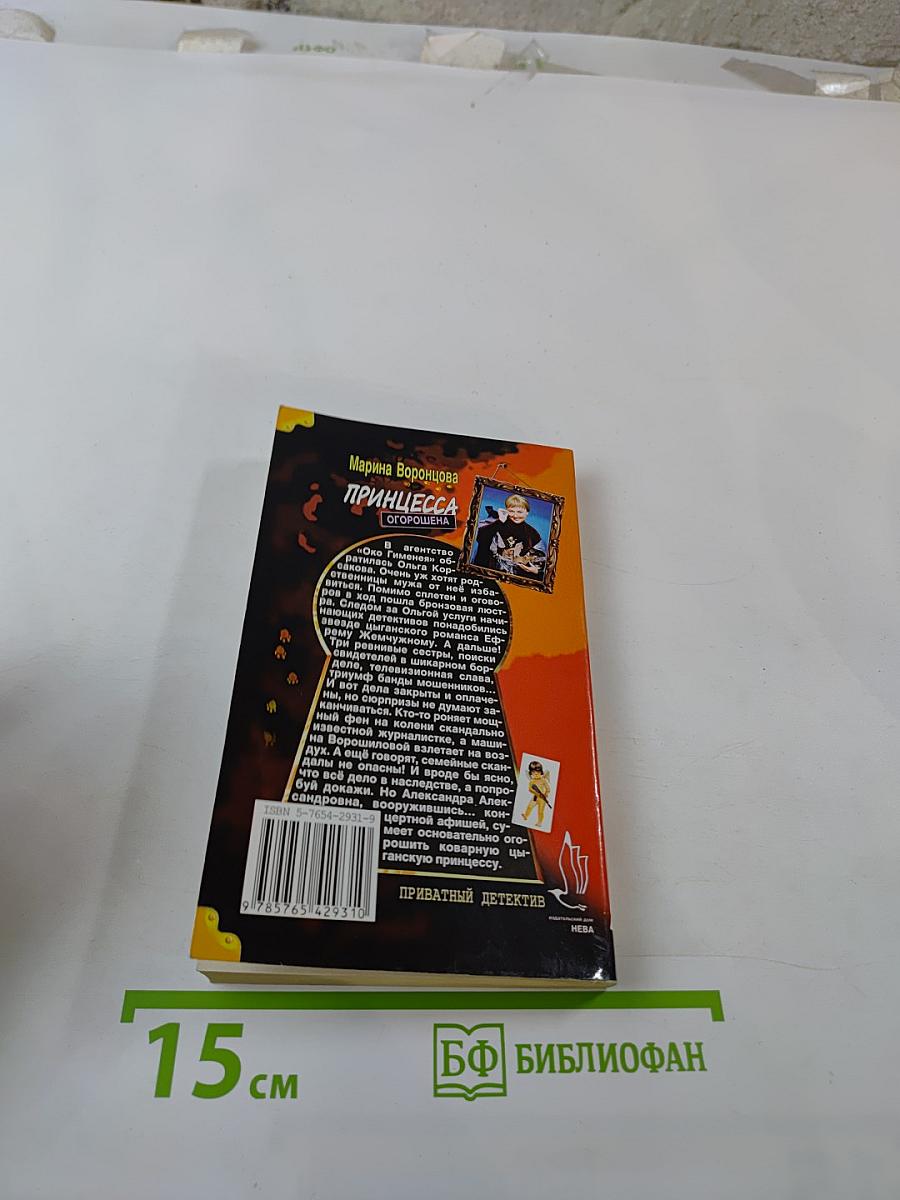 Марина Воронцова
ПРИНЦЕССА
ОГОРОШЕНА
В агентство
«Око Гименея» об-
ратилась Ольга Кор-
сакова. Очень уж хотят род-
ственницы мужа от неё изба-
виться. Помимо сплетен и огово-
ров в ход пошла бронзовая люст-
ра. Следом за Ольгой услуги начи-
нающих детективов понадобились
звезде цыганского романса Еф-
рему Жемчужному. А дальше!
Три ревнивые сестры, поиски
свидетелей в шикарном бор-
деле, телевизионная слава,
триумф банды мошенников...
И вот дела закрыты и оплаче-
ны, но сюрпризы не думают за-
канчиваться. Кто-то роняет мощ-
ный фен на колени скандально
известной журналистке, а маши-
на Ворошиловой взлетает на воз-
дух. А ещё говорят, семейные скан-
далы не опасны! И вроде бы ясно,
что всё дело в наследстве, а попро-
буй докажи. Но Александра Алек-
сандровна, вооружившись... кон-
цертной афишей, су-
меет основательно ого-
рошить коварную цы-
ганскую принцессу.
ISBN 5-7654-2931-9
9 785765 429310
ПРИВАТНЫЙ ДЕТЕКТИВ
ИЗДАТЕЛЬСКИЙ ДОМ
НЕВА
15 см
БФ БИБЛИОФАН